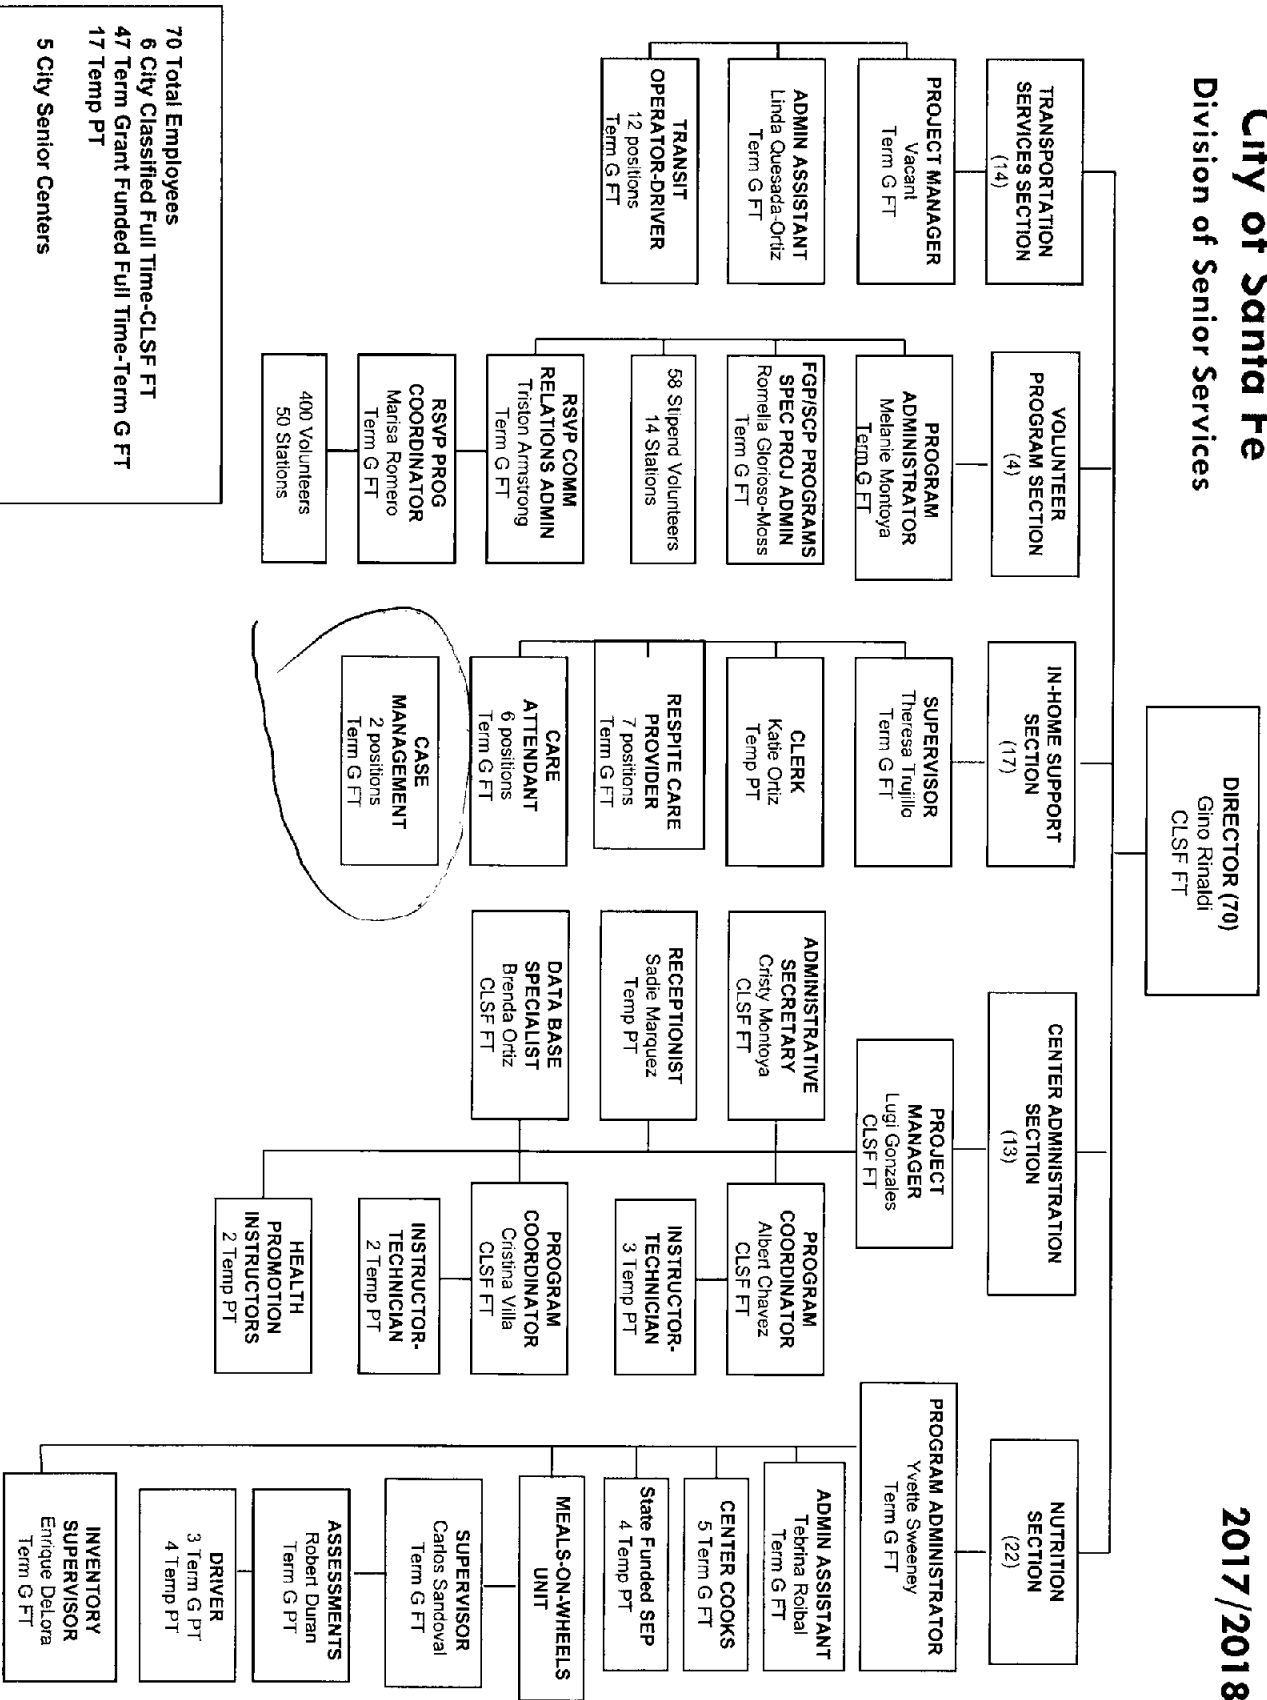 City of Santa Fe
Division of Senior Services
2017/2018
DIRECTOR (70)
Gino Rinaldi
CLSF FT
TRANSPORTATION
SERVICES SECTION
(14)
PROJECT MANAGER
Vacant
Term G FT
ADMIN ASSISTANT
Linda Quesada-Ortiz
Term G FT
TRANSIT
OPERATOR-DRIVER
12 positions
Term G FT
VOLUNTEER
PROGRAM SECTION
(4)
PROGRAM
ADMINISTRATOR
Melanie Montoya
Term G FT
FGP/SCP PROGRAMS
SPEC PROJ ADMIN
Romella Glorioso-Moss
Term G FT
58 Stipend Volunteers
14 Stations
RSVP COMM
RELATIONS ADMIN
Triston Armstrong
Term G FT
RSVP PROG
COORDINATOR
Marisa Romero
Term G FT
400 Volunteers
50 Stations
IN-HOME SUPPORT
SECTION
(17)
SUPERVISOR
Theresa Trujillo
Term G FT
CLERK
Katie Ortiz
Temp PT
RESPITE CARE
PROVIDER
7 positions
Term G FT
CARE
ATTENDANT
6 positions
Term G FT
CASE
MANAGEMENT
2 positions
Term G FT
CENTER ADMINISTRATION
SECTION
(13)
PROJECT
MANAGER
Lugi Gonzales
CLSF FT
ADMINISTRATIVE
SECRETARY
Cristy Montoya
CLSF FT
RECEPTIONIST
Sadie Marquez
Temp PT
DATA BASE
SPECIALIST
Brenda Ortiz
CLSF FT
PROGRAM
COORDINATOR
Albert Chavez
CLSF FT
INSTRUCTOR-
TECHNICIAN
3 Temp PT
PROGRAM
COORDINATOR
Cristina Villa
CLSF FT
INSTRUCTOR-
TECHNICIAN
2 Temp PT
HEALTH
PROMOTION
INSTRUCTORS
2 Temp PT
NUTRITION
SECTION
(22)
PROGRAM ADMINISTRATOR
Yvette Sweeney
Term G FT
ADMIN ASSISTANT
Tebrina Roibal
Term G FT
CENTER COOKS
5 Term G FT
State Funded SEP
4 Temp PT
MEALS-ON-WHEELS
UNIT
SUPERVISOR
Carlos Sandoval
Term G FT
ASSESSMENTS
Robert Duran
Term G PT
DRIVER
3 Term G PT
4 Temp PT
INVENTORY
SUPERVISOR
Enrique DeLora
Term G FT
70 Total Employees
6 City Classified Full Time-CLSF FT
47 Term Grant Funded Full Time-Term G FT
17 Temp PT
5 City Senior Centers